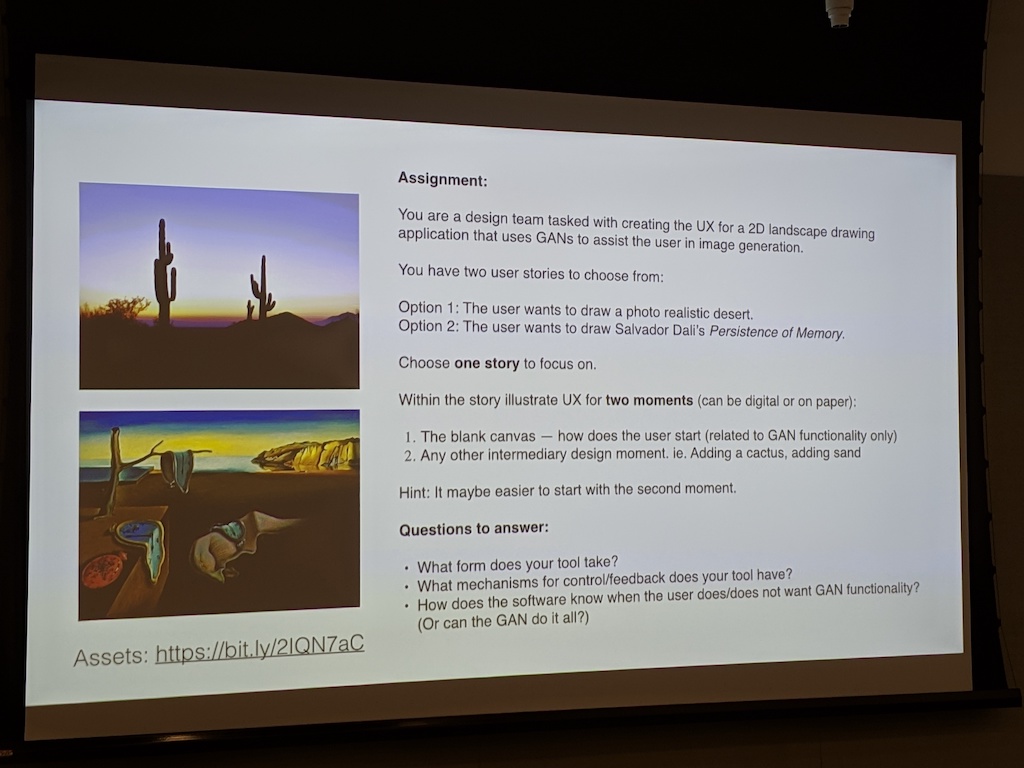 Assignment:
You are a design team tasked with creating the UX for a 2D landscape drawing
application that uses GANs to assist the user in image generation.
You have two user stories to choose from:
Option 1: The user wants to draw a photo realistic desert.
Option 2: The user wants to draw Salvador Dali's Persistence of Memory.
Choose one story to focus on.
Within the story illustrate UX for two moments (can be digital or on paper):
1. The blank canvas — how does the user start (related to GAN functionality only)
2. Any other intermediary design moment. ie. Adding a cactus, adding sand
Hint: It maybe easier to start with the second moment.
Questions to answer:
• What form does your tool take?
• What mechanisms for control/feedback does your tool have?
• How does the software know when the user does/does not want GAN functionality?
(Or can the GAN do it all?)
Assets: https://bit.ly/2IQN7aC